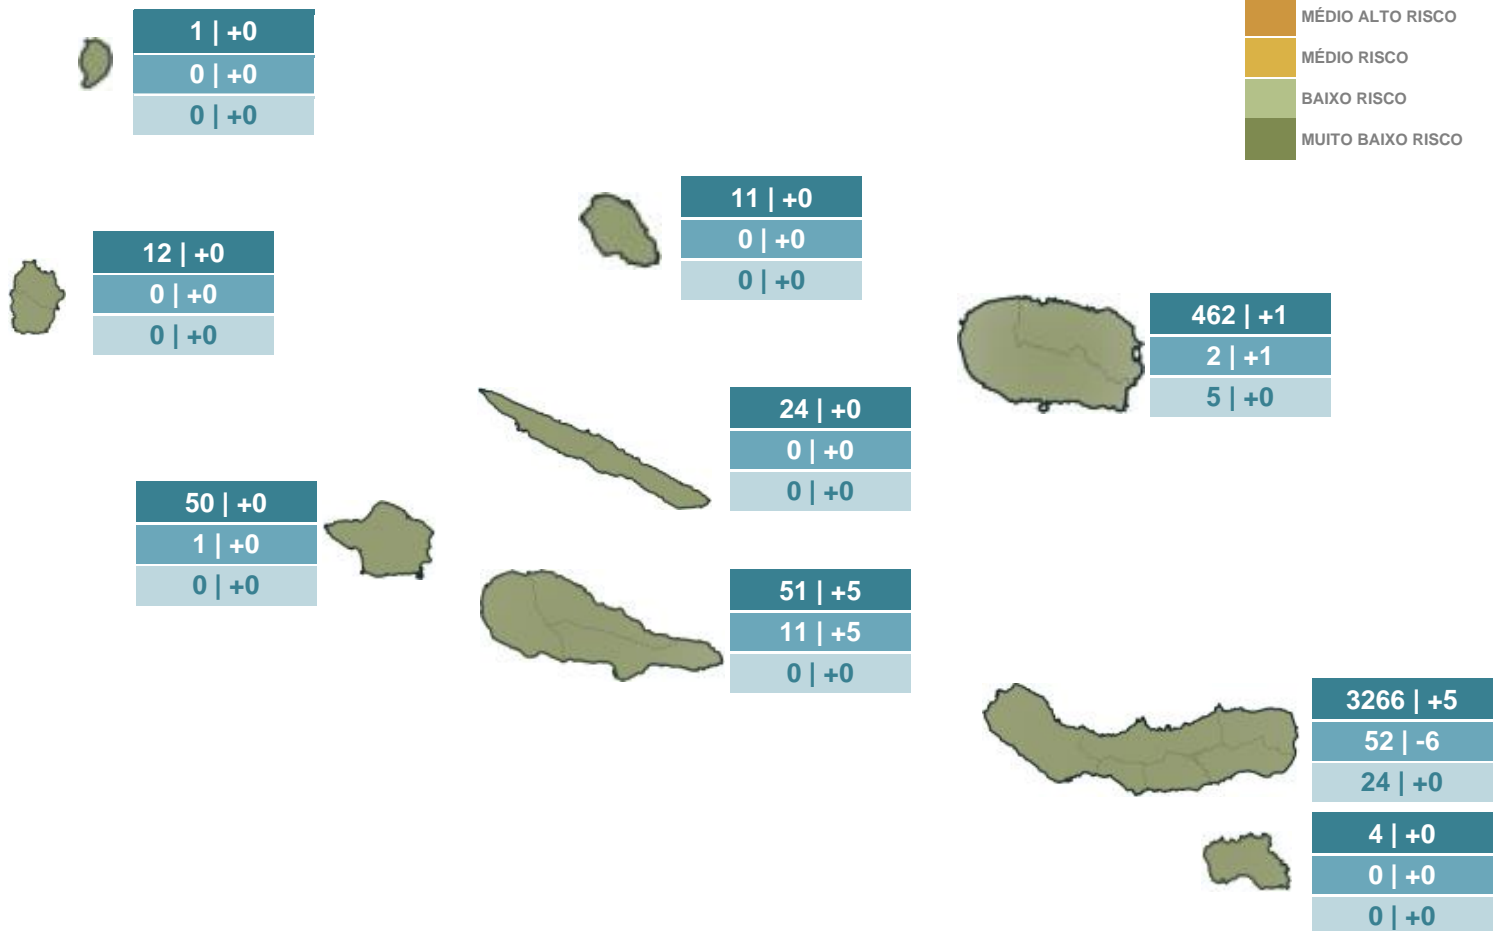 MÉDIO ALTO RISCO
MÉDIO RISCO
BAIXO RISCO
MUITO BAIXO RISCO
1 | +0
0 | +0
0 | +0
11 | +0
0 | +0
0 | +0
12 | +0
0 | +0
0 | +0
462 | +1
2 | +1
5 | +0
24 | +0
0 | +0
0 | +0
50 | +0
1 | +0
0 | +0
51 | +5
11 | +5
0 | +0
3266 | +5
52 | -6
24 | +0
4 | +0
0 | +0
0 | +0